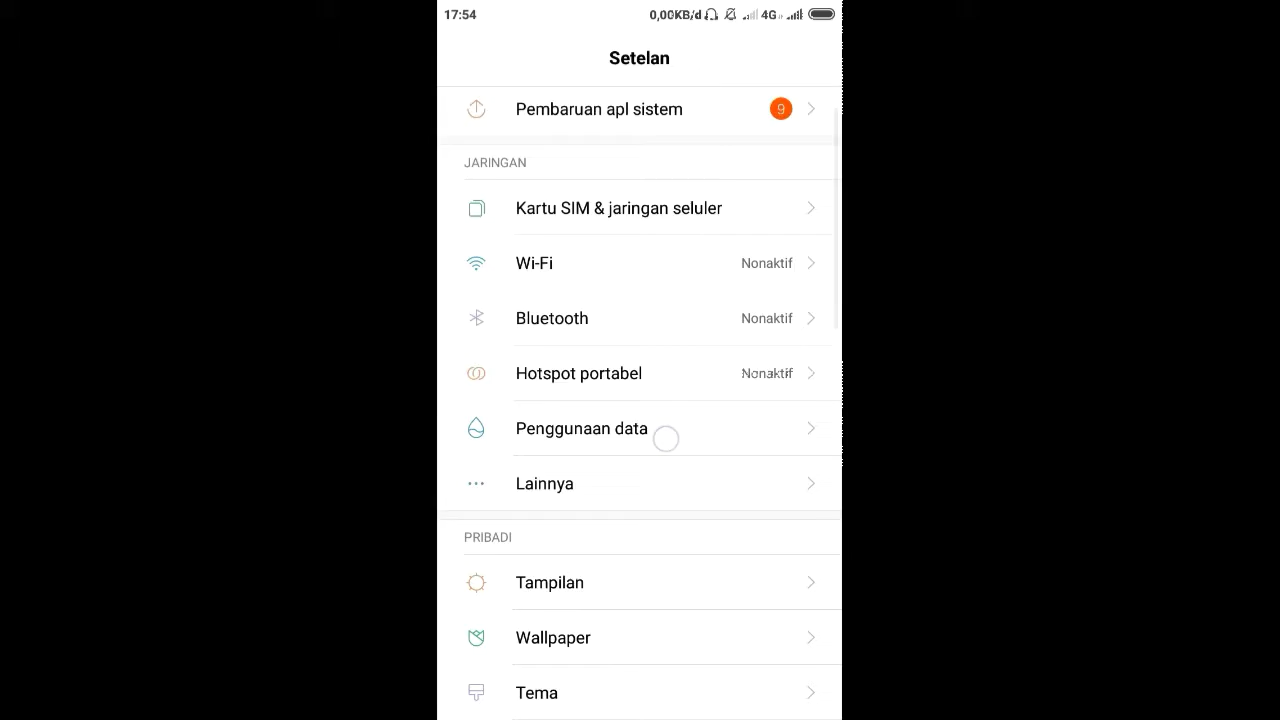 17:54
0,00KB/d 4G
Setelan
Pembaruan apl sistem 9
JARINGAN
Kartu SIM & jaringan seluler
Wi-Fi Nonaktif
Bluetooth Nonaktif
Hotspot portabel Nonaktif
Penggunaan data
Lainnya
PRIBADI
Tampilan
Wallpaper
Tema